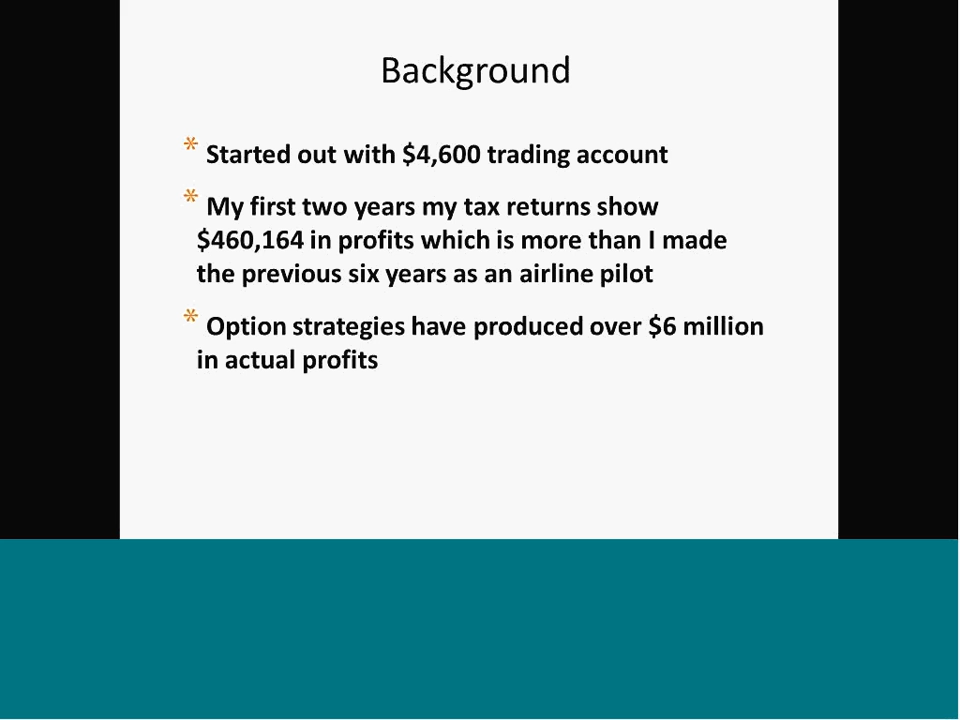 Background
* Started out with $4,600 trading account
* My first two years my tax returns show
$460,164 in profits which is more than I made
the previous six years as an airline pilot
* Option strategies have produced over $6 million
in actual profits